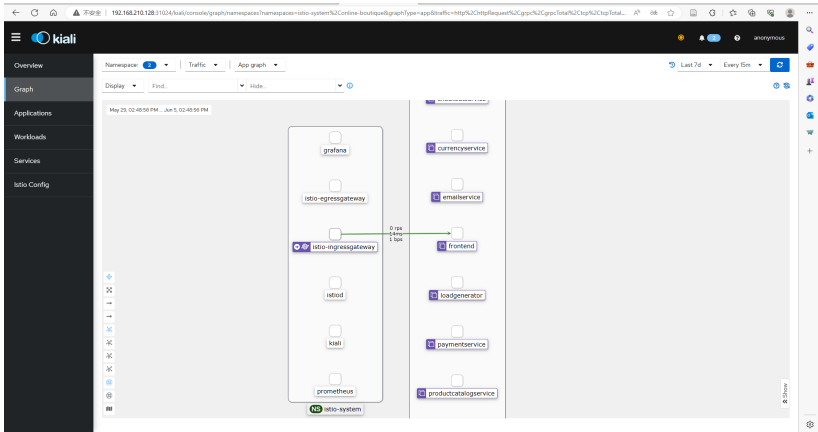 不安全 | 192.168.210.128:31024/kiali/console/graph/namespaces?namespaces=istio-system%2Conline-boutique&graphType=app&traffic=http%2ChttpRequest%2Cgrpc%2CgrpcTotal%2Ctcp%2CtcpTotal...
kiali
anonymous
Overview
Graph
Applications
Workloads
Services
Istio Config
Namespace: 2
Traffic
App graph
Last 7d
Every 15m
Display
Find...
Hide...
May 29, 02:48:56 PM ... Jun 5, 02:48:56 PM
grafana
currencyservice
istio-egressgateway
emailservice
0 rps
14ms
1 bps
istio-ingressgateway
frontend
istiod
loadgenerator
kiali
paymentservice
prometheus
productcatalogservice
NS istio-system
Show